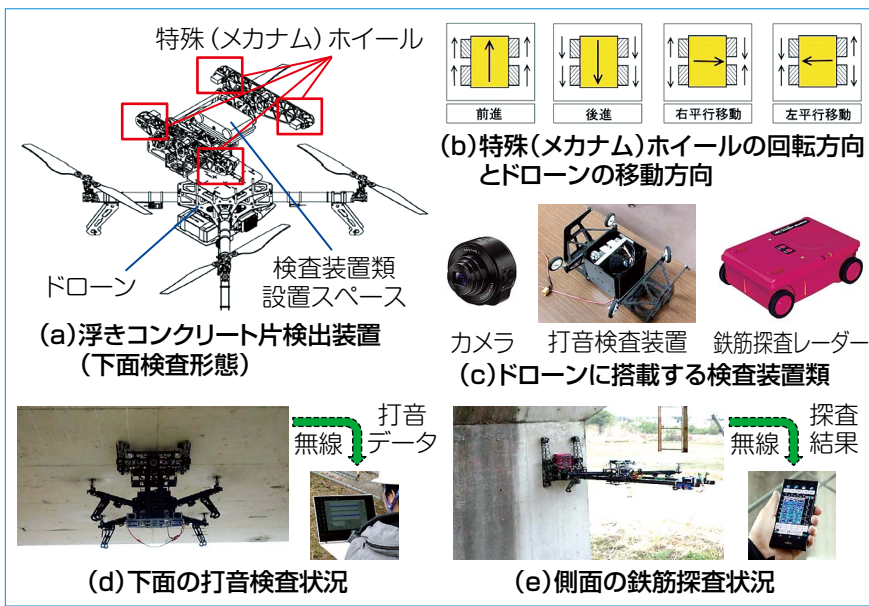 特殊(メカナム)ホイール
ドローン
検査装置類
設置スペース
(a)浮きコンクリート片検出装置
(下面検査形態)
前進
後進
右平行移動
左平行移動
(b)特殊(メカナム)ホイールの回転方向
とドローンの移動方向
カメラ
打音検査装置
鉄筋探査レーダー
(c)ドローンに搭載する検査装置類
無線
打音
データ
(d)下面の打音検査状況
無線
探査
結果
(e)側面の鉄筋探査状況